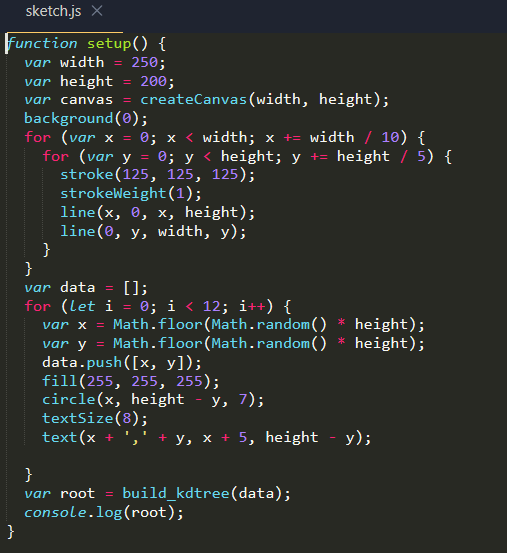 sketch.js ×
function setup() {
  var width = 250;
  var height = 200;
  var canvas = createCanvas(width, height);
  background(0);
  for (var x = 0; x < width; x += width / 10) {
    for (var y = 0; y < height; y += height / 5) {
      stroke(125, 125, 125);
      strokeWeight(1);
      line(x, 0, x, height);
      line(0, y, width, y);
    }
  }
  var data = [];
  for (let i = 0; i < 12; i++) {
    var x = Math.floor(Math.random() * height);
    var y = Math.floor(Math.random() * height);
    data.push([x, y]);
    fill(255, 255, 255);
    circle(x, height - y, 7);
    textSize(8);
    text(x + ',' + y, x + 5, height - y);
  }
  var root = build_kdtree(data);
  console.log(root);
}